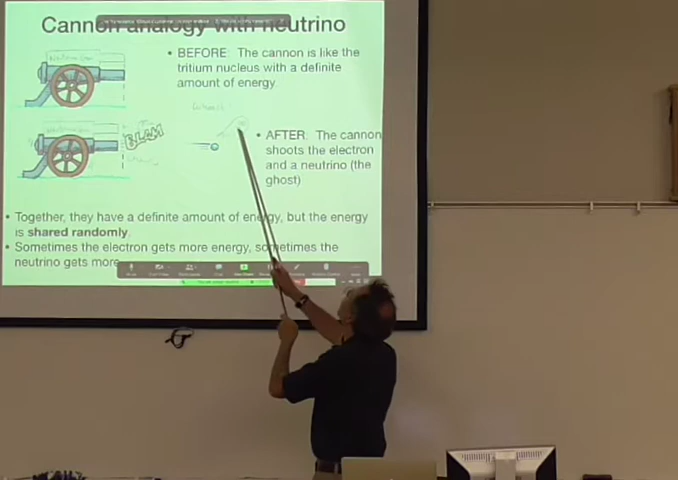 Cannon analogy with neutrino
• BEFORE: The cannon is like the
tritium nucleus with a definite
amount of energy
BLAM
• AFTER: The cannon
shoots the electron
and a neutrino (the
ghost)
• Together, they have a definite amount of energy, but the energy
is shared randomly.
• Sometimes the electron gets more energy, sometimes the
neutrino gets more